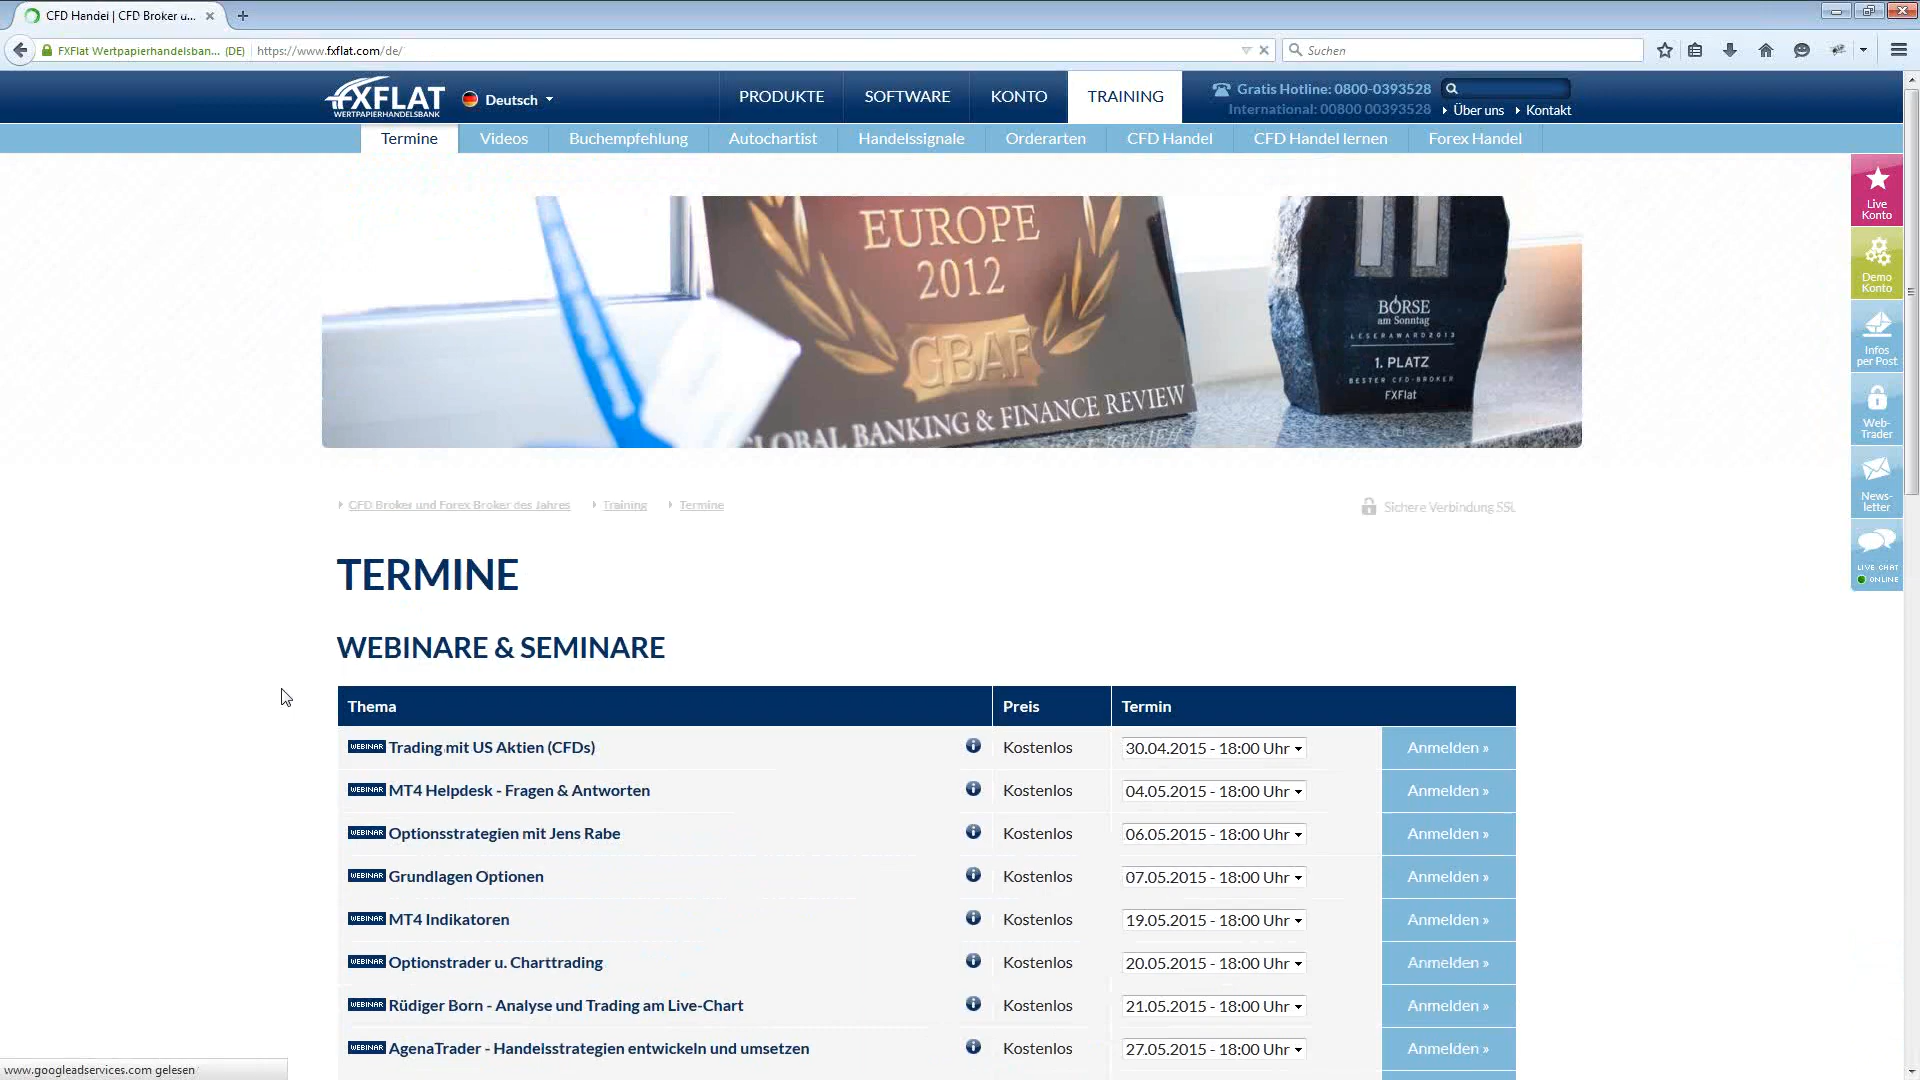 CFD Handel | CFD Broker u...
FXFlat Wertpapierhandelsban... (DE)
https://www.fxflat.com/de/
Suchen
FXFLAT
WERTPAPIERHANDELSBANK
Deutsch
PRODUKTE
SOFTWARE
KONTO
TRAINING
Gratis Hotline: 0800-0393528
International: 00800 00393528
Über uns
Kontakt
Termine
Videos
Buchempfehlung
Autochartist
Handelssignale
Orderarten
CFD Handel
CFD Handel lernen
Forex Handel
EUROPE
2012
GBAF
GLOBAL BANKING & FINANCE REVIEW
BÖRSE
am Sonntag
LESERAWARD 2013
1. PLATZ
BESTER CFD-BROKER
FXFlat
Live
Konto
Demo
Konto
Infos
per Post
Web-
Trader
News-
letter
LIVE CHAT
ONLINE
CFD Broker und Forex Broker des Jahres
Training
Termine
Sichere Verbindung SSL
TERMINE
WEBINARE & SEMINARE
Thema Preis Termin
WEBINAR Trading mit US Aktien (CFDs) Kostenlos 30.04.2015 - 18:00 Uhr Anmelden »
WEBINAR MT4 Helpdesk - Fragen & Antworten Kostenlos 04.05.2015 - 18:00 Uhr Anmelden »
WEBINAR Optionsstrategien mit Jens Rabe Kostenlos 06.05.2015 - 18:00 Uhr Anmelden »
WEBINAR Grundlagen Optionen Kostenlos 07.05.2015 - 18:00 Uhr Anmelden »
WEBINAR MT4 Indikatoren Kostenlos 19.05.2015 - 18:00 Uhr Anmelden »
WEBINAR Optionstrader u. Charttrading Kostenlos 20.05.2015 - 18:00 Uhr Anmelden »
WEBINAR Rüdiger Born - Analyse und Trading am Live-Chart Kostenlos 21.05.2015 - 18:00 Uhr Anmelden »
WEBINAR AgenaTrader - Handelsstrategien entwickeln und umsetzen Kostenlos 27.05.2015 - 18:00 Uhr Anmelden »
www.googleadservices.com gelesen